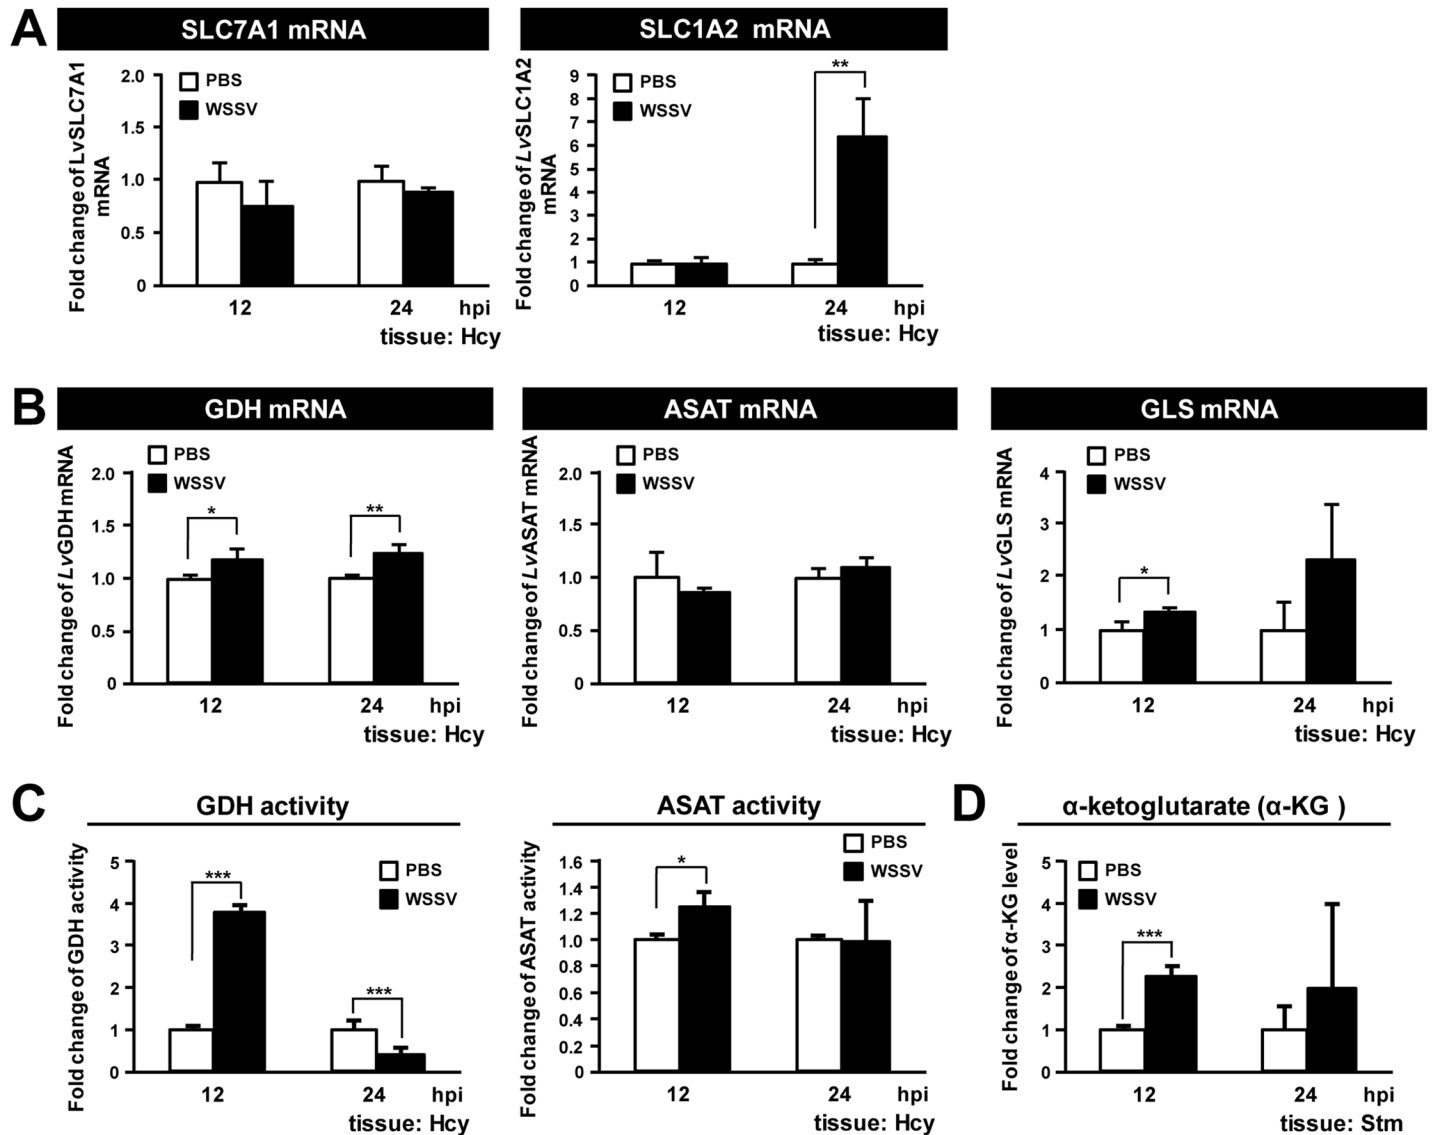 A
SLC7A1 mRNA
Fold change of LvSLC7A1
mRNA
2.0
1.5
1.0
0.5
0
PBS
WSSV
12
24
hpi
tissue: Hcy
SLC1A2 mRNA
Fold change of LvSLC1A2
mRNA
9
8
7
6
5
4
3
2
1
0
PBS
WSSV
**
12
24
hpi
tissue: Hcy
B
GDH mRNA
Fold change of LvGDH mRNA
2.0
1.5
1.0
0.5
0
PBS
WSSV
*
**
12
24
hpi
tissue: Hcy
ASAT mRNA
Fold change of LvASAT mRNA
2.0
1.5
1.0
0.5
0
PBS
WSSV
12
24
hpi
tissue: Hcy
GLS mRNA
Fold change of LvGLS mRNA
4
3
2
1
0
PBS
WSSV
*
12
24
hpi
tissue: Hcy
C
GDH activity
Fold change of GDH activity
5
4
3
2
1
0
PBS
WSSV
***
***
12
24
hpi
tissue: Hcy
ASAT activity
Fold change of ASAT activity
1.6
1.4
1.2
1.0
0.8
0.6
0.4
0.2
0
PBS
WSSV
*
12
24
hpi
tissue: Hcy
D
α-ketoglutarate (α-KG )
Fold change of α-KG level
5
4
3
2
1
0
PBS
WSSV
***
12
24
hpi
tissue: Stm